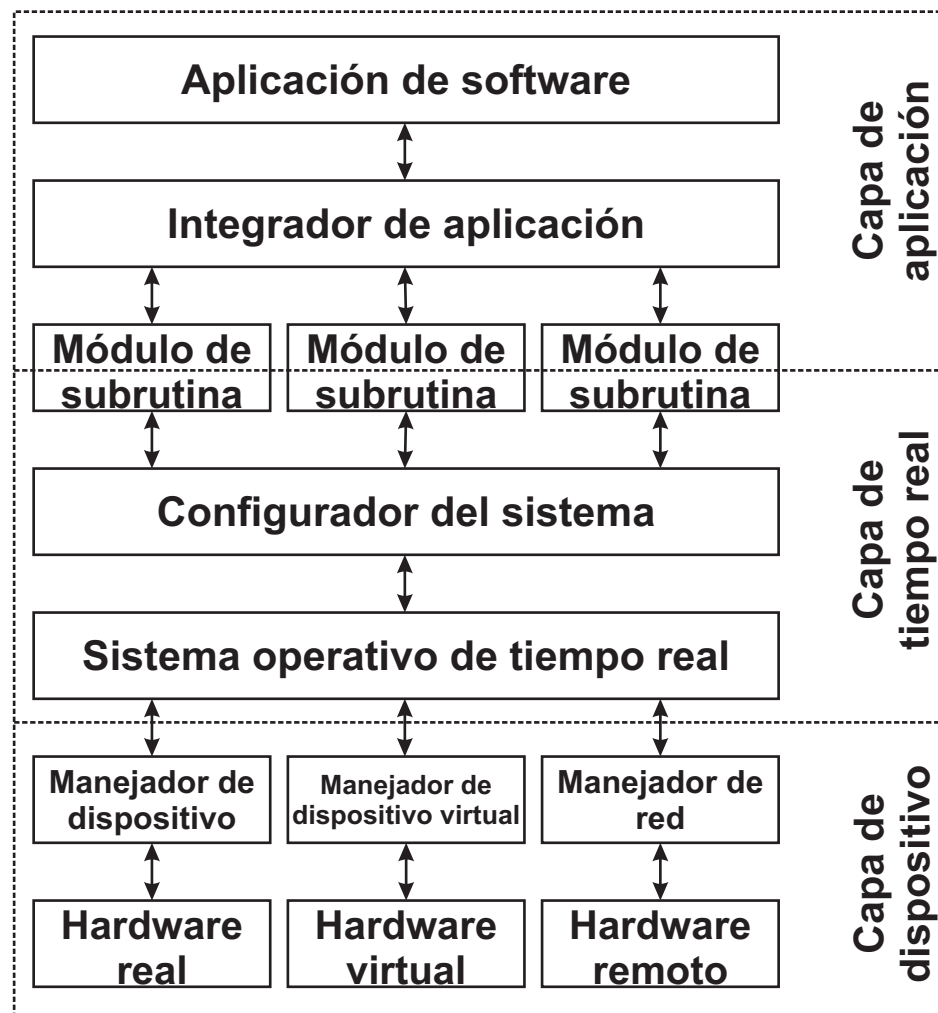 Aplicación de software
Integrador de aplicación
Capa de
aplicación
Módulo de
subrutina
Módulo de
subrutina
Módulo de
subrutina
Configurador del sistema
Sistema operativo de tiempo real
Capa de
tiempo real
Manejador de
dispositivo
Manejador de
dispositivo virtual
Manejador de
red
Hardware
real
Hardware
virtual
Hardware
remoto
Capa de
dispositivo